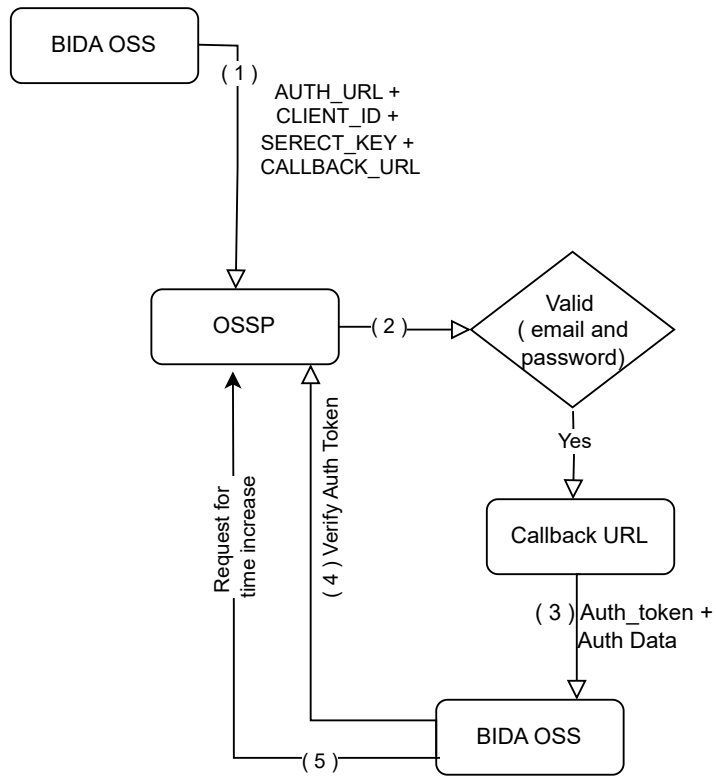 BIDA OSS
( 1 )
AUTH_URL +
CLIENT_ID +
SERECT_KEY +
CALLBACK_URL
OSSP
( 2 )
Valid
( email and
password)
Yes
Callback URL
( 3 ) Auth_token +
Auth Data
( 4 ) Verify Auth Token
Request for
time increase
BIDA OSS
( 5 )